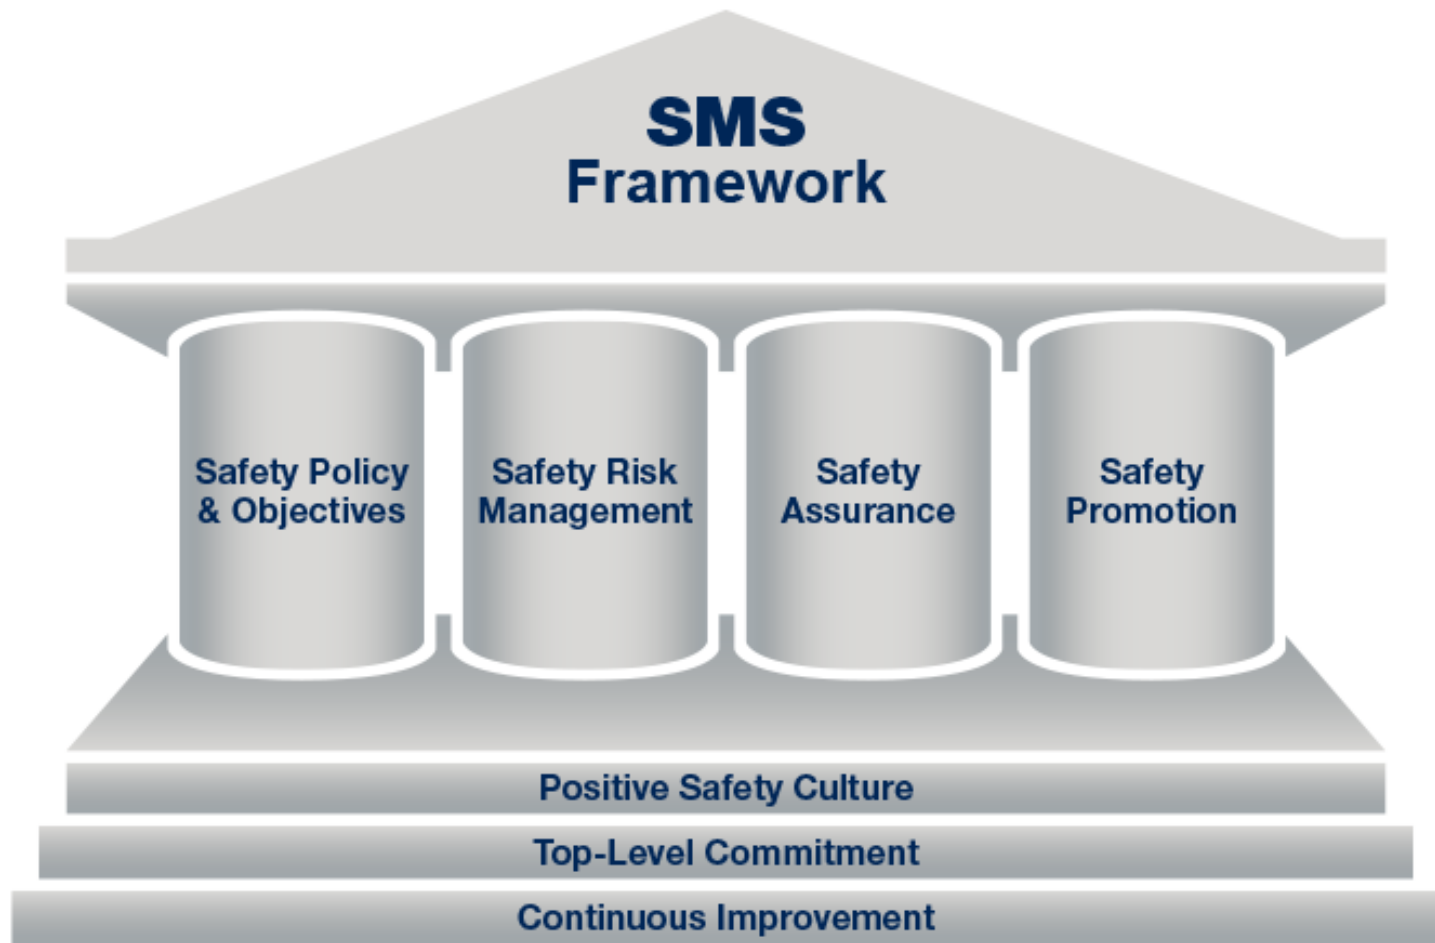 SMS
Framework
Safety Policy
& Objectives
Safety Risk
Management
Safety
Assurance
Safety
Promotion
Positive Safety Culture
Top-Level Commitment
Continuous Improvement